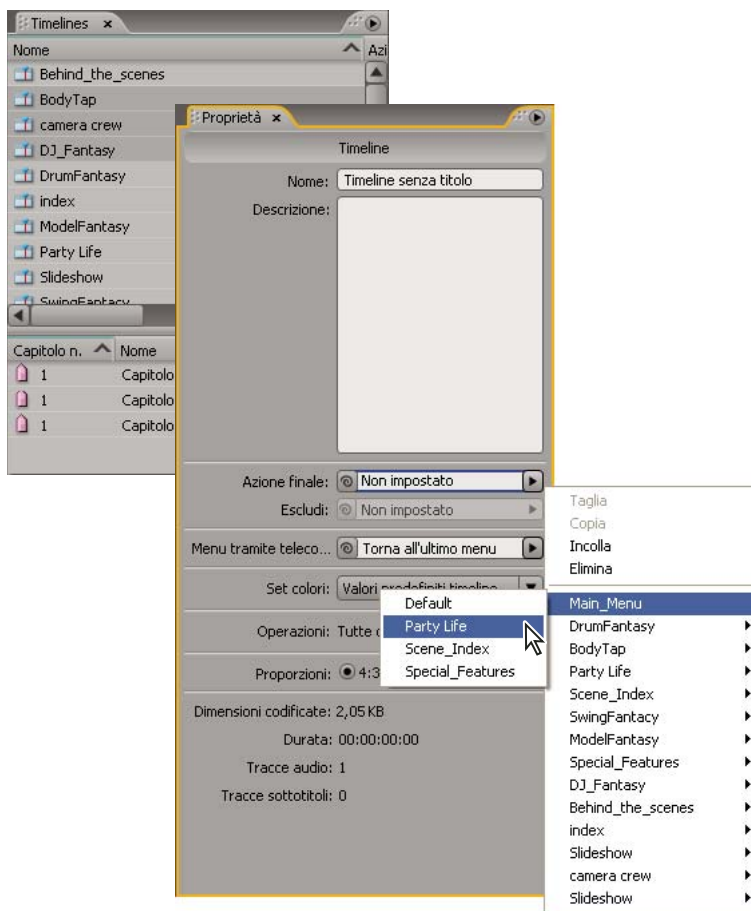 Timelines
Nome
Azi
Behind_the_scenes
BodyTap
camera crew
DJ_Fantasy
DrumFantasy
index
ModelFantasy
Party Life
Slideshow
SwingFantacy
Capitolo n. Nome
1 Capitolo
1 Capitolo
1 Capitolo
Proprietà
Timeline
Nome: Timeline senza titolo
Descrizione:
Azione finale: Non impostato
Escludi: Non impostato
Menu tramite teleco... Torna all'ultimo menu
Set colori: Valori predefiniti timeline
Operazioni: Tutte
Proporzioni: 4:3
Dimensioni codificate: 2,05 KB
Durata: 00:00:00:00
Tracce audio: 1
Tracce sottotitoli: 0
Default
Party Life
Scene_Index
Special_Features
Taglia
Copia
Incolla
Elimina
Main_Menu
DrumFantasy
BodyTap
Party Life
Scene_Index
SwingFantacy
ModelFantasy
Special_Features
DJ_Fantasy
Behind_the_scenes
index
Slideshow
camera crew
Slideshow